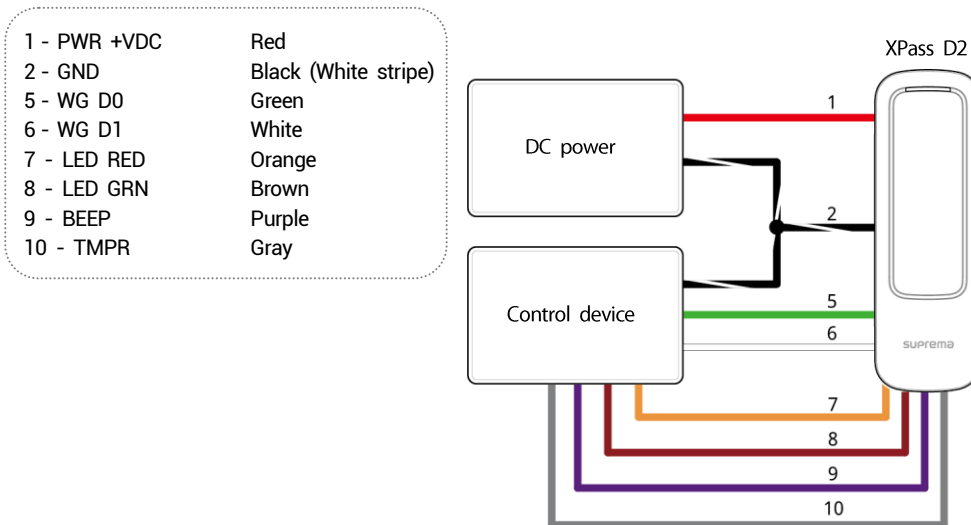 1 - PWR +VDC Red
2 - GND Black (White stripe)
5 - WG D0 Green
6 - WG D1 White
7 - LED RED Orange
8 - LED GRN Brown
9 - BEEP Purple
10 - TMPR Gray
XPass D2
DC power
1
2
Control device
5
6
suprema
7
8
9
10